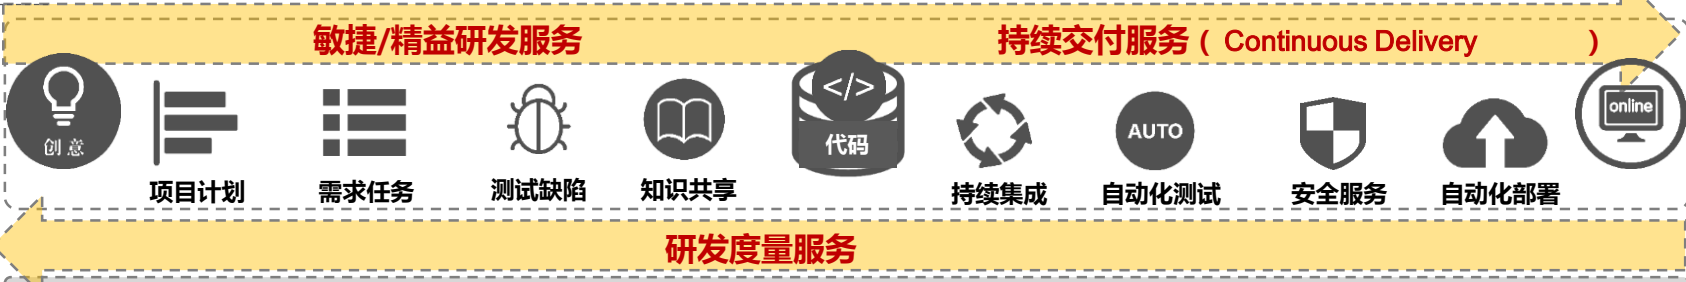 敏捷/精益研发服务
持续交付服务（ Continuous Delivery ）
创意
</>
代码
AUTO
online
项目计划
需求任务
测试缺陷
知识共享
持续集成
自动化测试
安全服务
自动化部署
研发度量服务